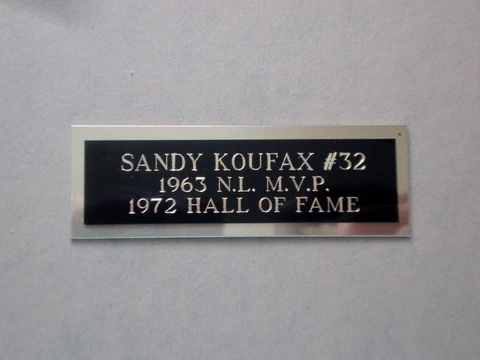 SANDY KOUFAX #32
1963 N.L. M.V.P.
1972 HALL OF FAME